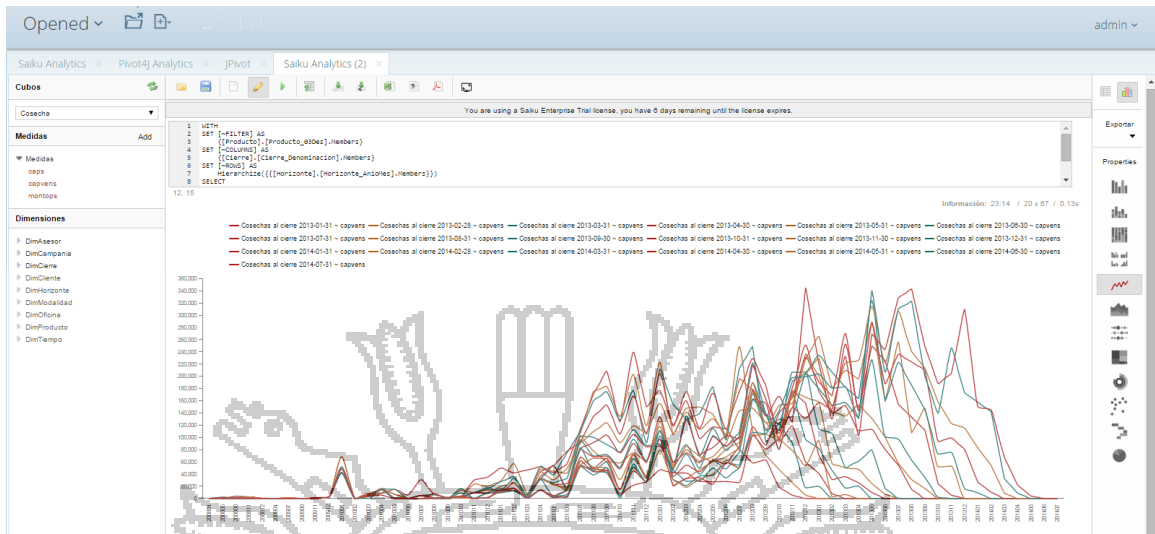 Opened
admin
Saiku Analytics × Pivot4J Analytics × JPivot × Saiku Analytics (2) ×
Cubos
Cosecha
Medidas Add
Medidas
caps
capvens
montops
Dimensiones
DimAsesor
DimCampania
DimCierre
DimCliente
DimHorizonte
DimModalidad
DimOficina
DimProducto
DimTiempo
You are using a Saiku Enterprise Trial license, you have 6 days remaining until the license expires.
1 WITH
2 SET [~FILTER] AS
3 {[Producto].[Producto_03Des].Members}
4 SET [~COLUMNS] AS
5 {[Cierre].[Cierre_Denominacion].Members}
6 SET [~ROWS] AS
7 Hierarchize({{[Horizonte].[Horizonte_AnioMes].Members}})
8 SELECT
12, 15
Información: 23:14 / 20 x 67 / 0.13s
Cosechas al cierre 2013-01-31 ~ capvens Cosechas al cierre 2013-02-28 ~ capvens Cosechas al cierre 2013-03-31 ~ capvens Cosechas al cierre 2013-04-30 ~ capvens Cosechas al cierre 2013-05-31 ~ capvens Cosechas al cierre 2013-06-30 ~ capvens
Cosechas al cierre 2013-07-31 ~ capvens Cosechas al cierre 2013-08-31 ~ capvens Cosechas al cierre 2013-09-30 ~ capvens Cosechas al cierre 2013-10-31 ~ capvens Cosechas al cierre 2013-11-30 ~ capvens Cosechas al cierre 2013-12-31 ~ capvens
Cosechas al cierre 2014-01-31 ~ capvens Cosechas al cierre 2014-02-28 ~ capvens Cosechas al cierre 2014-03-31 ~ capvens Cosechas al cierre 2014-04-30 ~ capvens Cosechas al cierre 2014-05-31 ~ capvens Cosechas al cierre 2014-06-30 ~ capvens
Cosechas al cierre 2014-07-31 ~ capvens
360,000
340,000
320,000
300,000
280,000
260,000
240,000
220,000
200,000
180,000
160,000
140,000
120,000
100,000
80,000
60,000
40,000
20,000
0
Exportar
Properties